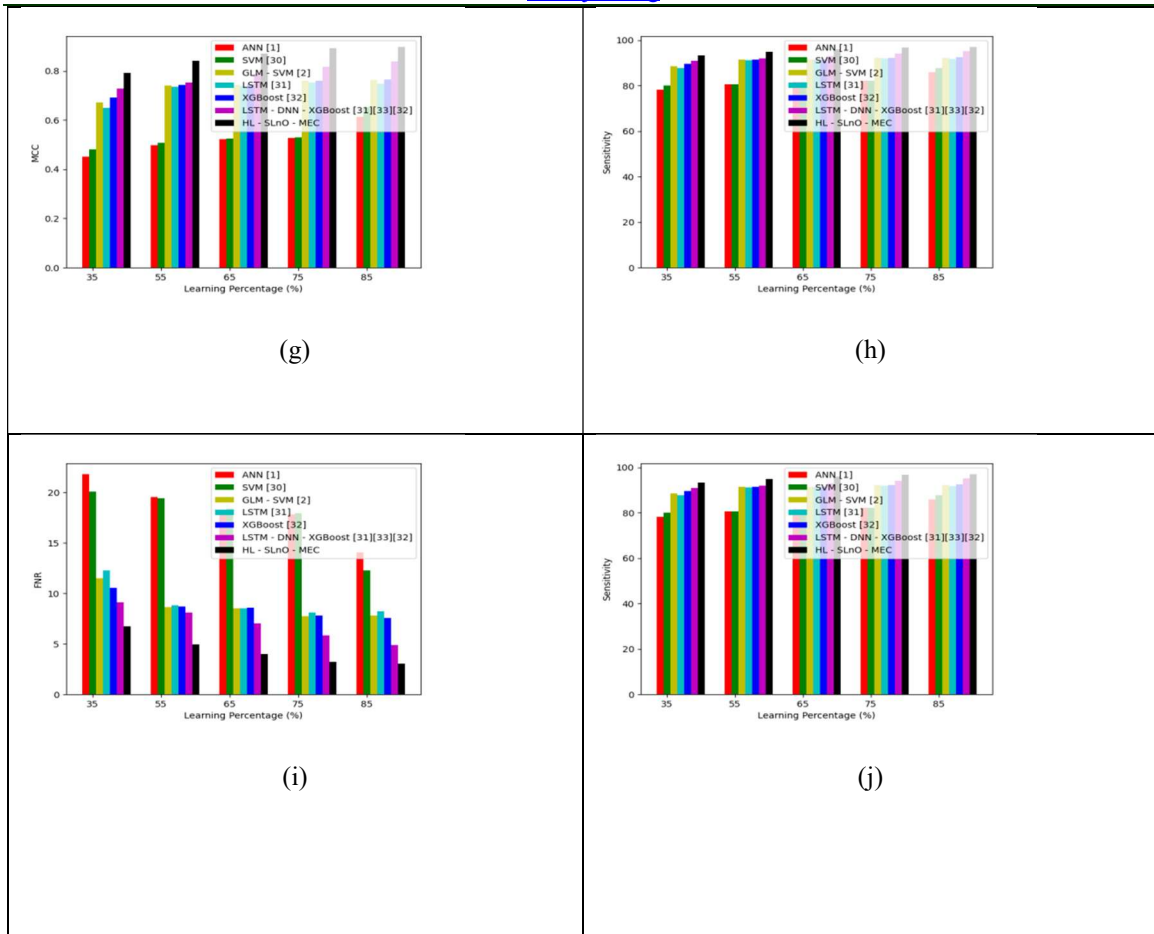 ANN [1]
SVM [30]
GLM - SVM [2]
LSTM [31]
XGBoost [32]
LSTM - DNN - XGBoost [31][33][32]
HL - SLnO - MEC
MCC
0.8
0.6
0.4
0.2
0.0
35 55 65 75 85
Learning Percentage (%)
(g)
ANN [1]
SVM [30]
GLM - SVM [2]
LSTM [31]
XGBoost [32]
LSTM - DNN - XGBoost [31][33][32]
HL - SLnO - MEC
Sensitivity
100
80
60
40
20
0
35 55 65 75 85
Learning Percentage (%)
(h)
ANN [1]
SVM [30]
GLM - SVM [2]
LSTM [31]
XGBoost [32]
LSTM - DNN - XGBoost [31][33][32]
HL - SLnO - MEC
FNR
20
15
10
5
0
35 55 65 75 85
Learning Percentage (%)
(i)
ANN [1]
SVM [30]
GLM - SVM [2]
LSTM [31]
XGBoost [32]
LSTM - DNN - XGBoost [31][33][32]
HL - SLnO - MEC
Sensitivity
100
80
60
40
20
0
35 55 65 75 85
Learning Percentage (%)
(j)